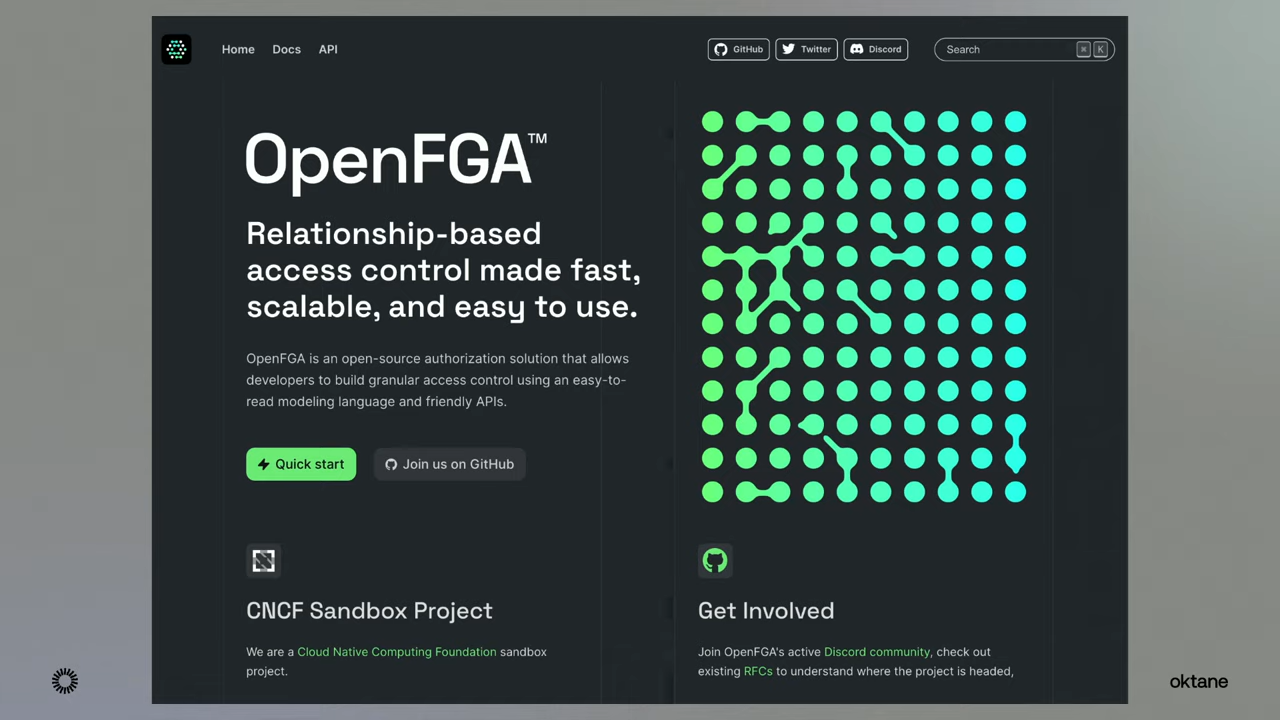 Home Docs API
GitHub Twitter Discord
Search ⌘ K
OpenFGA™
Relationship-based
access control made fast,
scalable, and easy to use.
OpenFGA is an open-source authorization solution that allows
developers to build granular access control using an easy-to-
read modeling language and friendly APIs.
Quick start Join us on GitHub
CNCF Sandbox Project
We are a Cloud Native Computing Foundation sandbox
project.
Get Involved
Join OpenFGA's active Discord community, check out
existing RFCs to understand where the project is headed,
oktane